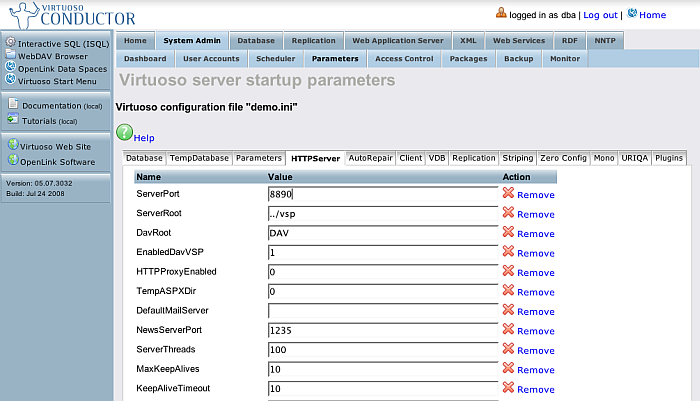 VIRTUOSO
CONDUCTOR
logged in as dba | Log out | Home
Interactive SQL (ISQL)
WebDAV Browser
OpenLink Data Spaces
Virtuoso Start Menu
Documentation (local)
Tutorials (local)
Virtuoso Web Site
OpenLink Software
Version: 05.07.3032
Build: Jul 24 2008
Home System Admin Database Replication Web Application Server XML Web Services RDF NNTP
Dashboard User Accounts Scheduler Parameters Access Control Packages Backup Monitor
Virtuoso server startup parameters
Virtuoso configuration file "demo.ini"
Help
Database TempDatabase Parameters HTTPServer AutoRepair Client VDB Replication Striping Zero Config Mono URIQA Plugins
Name Value Action
ServerPort 8890 Remove
ServerRoot ../vsp Remove
DavRoot DAV Remove
EnabledDavVSP 1 Remove
HTTPProxyEnabled 0 Remove
TempASPXDir 0 Remove
DefaultMailServer Remove
NewsServerPort 1235 Remove
ServerThreads 100 Remove
MaxKeepAlives 10 Remove
KeepAliveTimeout 10 Remove